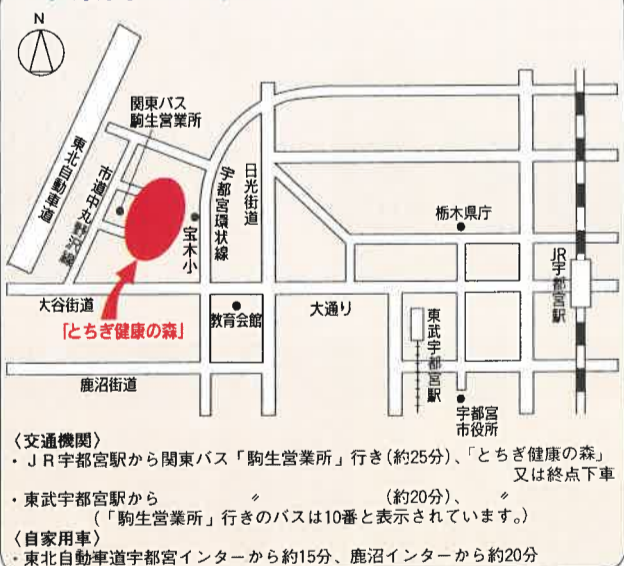 N
関東バス
駒生営業所
東北自動車道
市道中丸野沢線
宝木小
宇都宮環状線
日光街道
栃木県庁
JR宇都宮駅
大谷街道
「とちぎ健康の森」
教育会館
大通り
東武宇都宮駅
鹿沼街道
宇都宮
市役所
〈交通機関〉
・JR宇都宮駅から関東バス「駒生営業所」行き(約25分)、「とちぎ健康の森」
又は終点下車
・東武宇都宮駅から 〃 (約20分)、 〃
(「駒生営業所」行きのバスは10番と表示されています。)
〈自家用車〉
・東北自動車道宇都宮インターから約15分、鹿沼インターから約20分